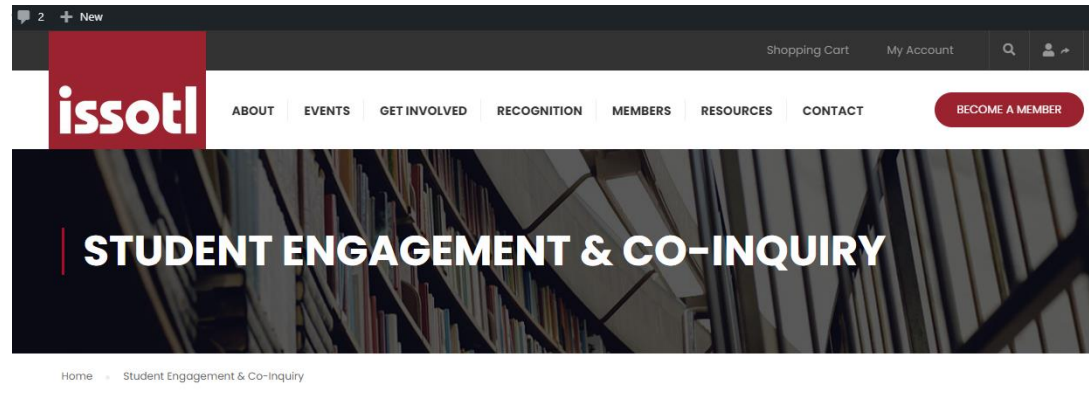 2 + New
Shopping Cart My Account
issotl
ABOUT EVENTS GET INVOLVED RECOGNITION MEMBERS RESOURCES CONTACT BECOME A MEMBER
STUDENT ENGAGEMENT & CO-INQUIRY
Home Student Engagement & Co-Inquiry